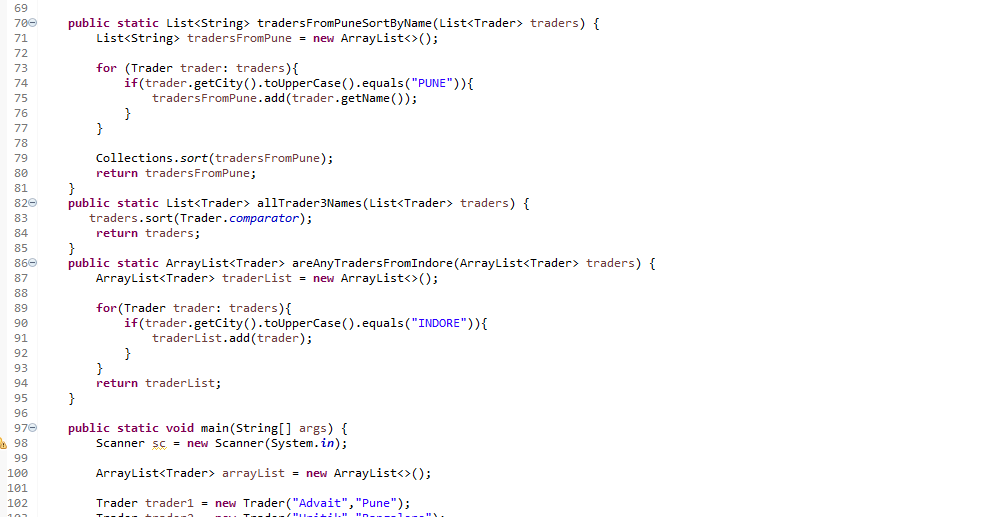 69
70 public static List<String> tradersFromPuneSortByName(List<Trader> traders) {
71 List<String> tradersFromPune = new ArrayList<>();
72
73 for (Trader trader: traders){
74 if(trader.getCity().toUpperCase().equals("PUNE")){
75 tradersFromPune.add(trader.getName());
76 }
77 }
78
79 Collections.sort(tradersFromPune);
80 return tradersFromPune;
81 }
82 public static List<Trader> allTrader3Names(List<Trader> traders) {
83 traders.sort(Trader.comparator);
84 return traders;
85 }
86 public static ArrayList<Trader> areAnyTradersFromIndore(ArrayList<Trader> traders) {
87 ArrayList<Trader> traderList = new ArrayList<>();
88
89 for(Trader trader: traders){
90 if(trader.getCity().toUpperCase().equals("INDORE")){
91 traderList.add(trader);
92 }
93 }
94 return traderList;
95 }
96
97 public static void main(String[] args) {
98 Scanner sc = new Scanner(System.in);
99
100 ArrayList<Trader> arrayList = new ArrayList<>();
101
102 Trader trader1 = new Trader("Advait","Pune");